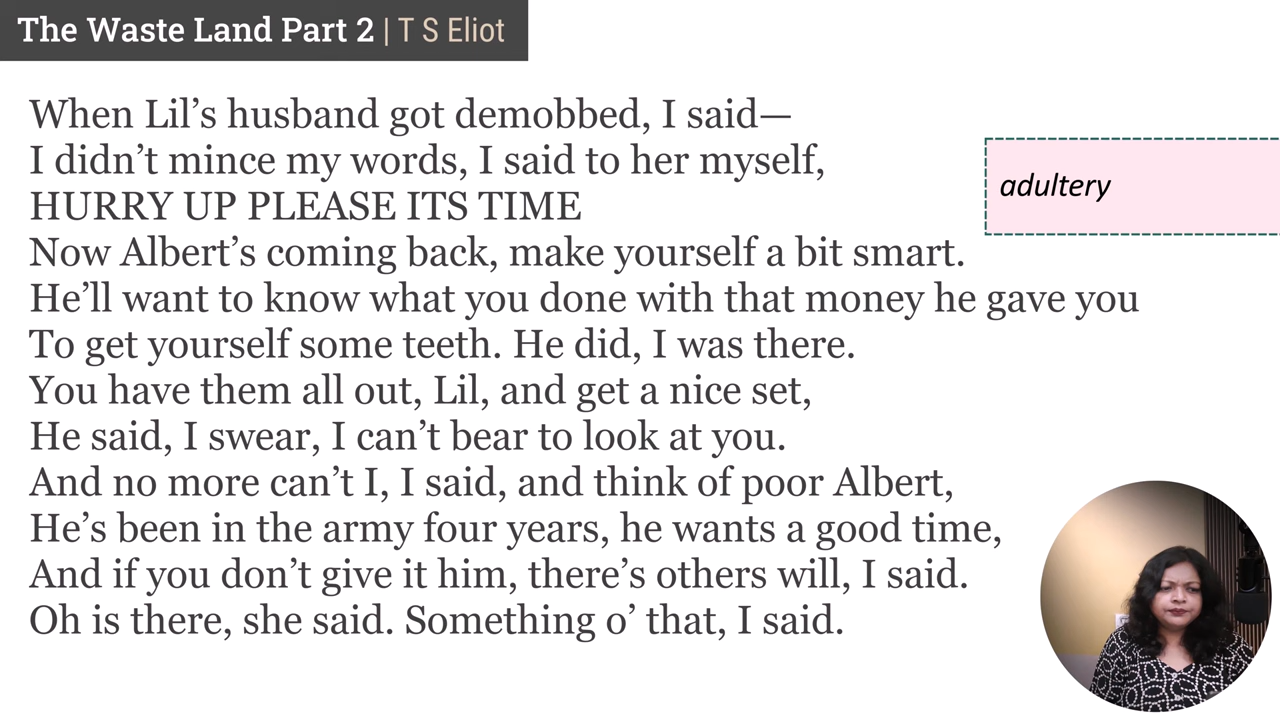 The Waste Land Part 2 | T S Eliot
When Lil’s husband got demobbed, I said—
I didn’t mince my words, I said to her myself,
HURRY UP PLEASE ITS TIME
Now Albert’s coming back, make yourself a bit smart.
He’ll want to know what you done with that money he gave you
To get yourself some teeth. He did, I was there.
You have them all out, Lil, and get a nice set,
He said, I swear, I can’t bear to look at you.
And no more can’t I, I said, and think of poor Albert,
He’s been in the army four years, he wants a good time,
And if you don’t give it him, there’s others will, I said.
Oh is there, she said. Something o’ that, I said.
adultery